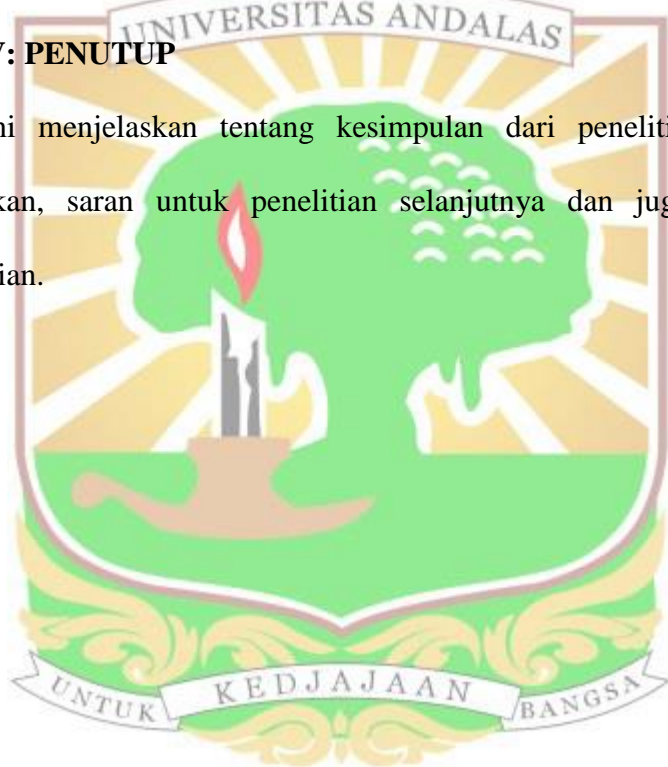 UNIVERSITAS ANDALAS
: PENUTUP
ni menjelaskan tentang kesimpulan dari peneliti
kan, saran untuk penelitian selanjutnya dan jug
ian.
UNTUK KEDJAJAAN BANGSA